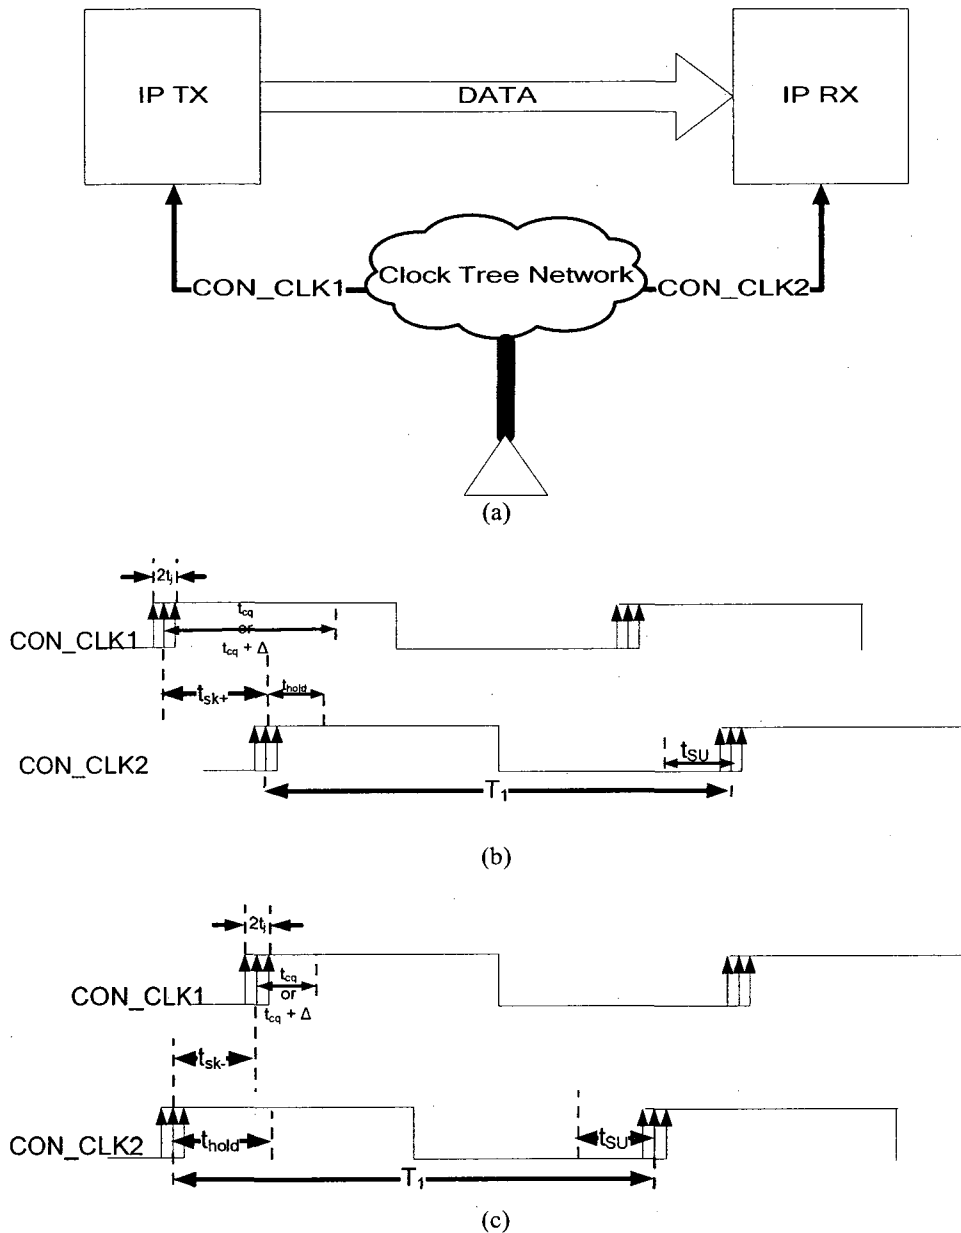 IP TX
DATA
IP RX
CON_CLK1
Clock Tree Network
CON_CLK2
(a)
2tj
tcq
or
tcq + Δ
CON_CLK1
tsk+
thold
CON_CLK2
tSU
T1
(b)
2tj
tcq
or
tcq + Δ
CON_CLK1
tsk-
CON_CLK2
thold
tSU
T1
(c)